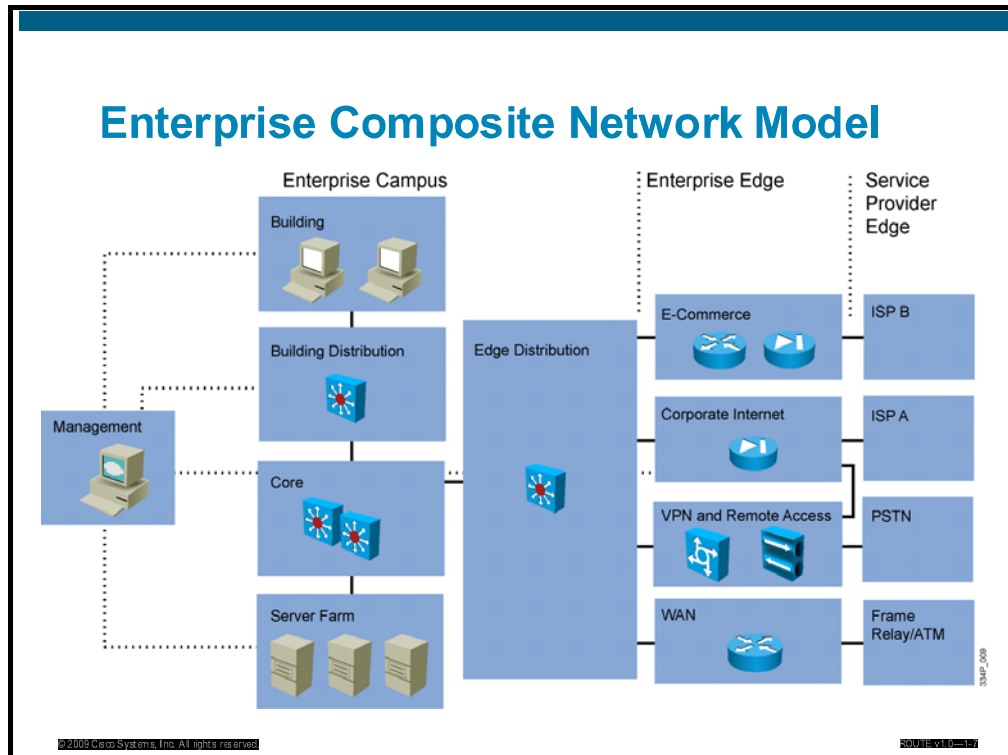 Enterprise Composite Network Model
Enterprise Campus
Enterprise Edge
Service
Provider
Edge
Building
Building Distribution
Management
Core
Server Farm
Edge Distribution
E-Commerce
Corporate Internet
VPN and Remote Access
WAN
ISP B
ISP A
PSTN
Frame
Relay/ATM
334P_009
© 2009 Cisco Systems, Inc. All rights reserved.
ROUTE v1.0—1-7